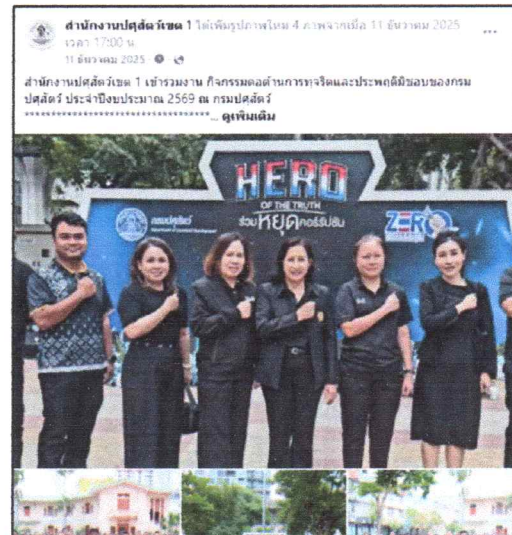 สำนักงานปศุสัตว์เขต 1 ได้เพิ่มรูปภาพใหม่ 4 ภาพจากเมื่อ 11 ธันวาคม 2025
เวลา 17:00 น.
11 ธันวาคม 2025
สำนักงานปศุสัตว์เขต 1 เข้าร่วมงาน กิจกรรมต่อต้านการทุจริตและประพฤติมิชอบของกรม
ปศุสัตว์ ประจำปีงบประมาณ 2569 ณ กรมปศุสัตว์
************************************... ดูเพิ่มเติม
HERO
OF THE TRUTH
กรมปศุสัตว์
ร่วมหยุดคอร์รัปชัน
ZERO